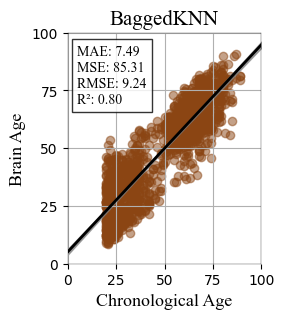 BaggedKNN
MAE: 7.49
MSE: 85.31
RMSE: 9.24
R²: 0.80
100
75
50
25
0
Brain Age
0 25 50 75 100
Chronological Age